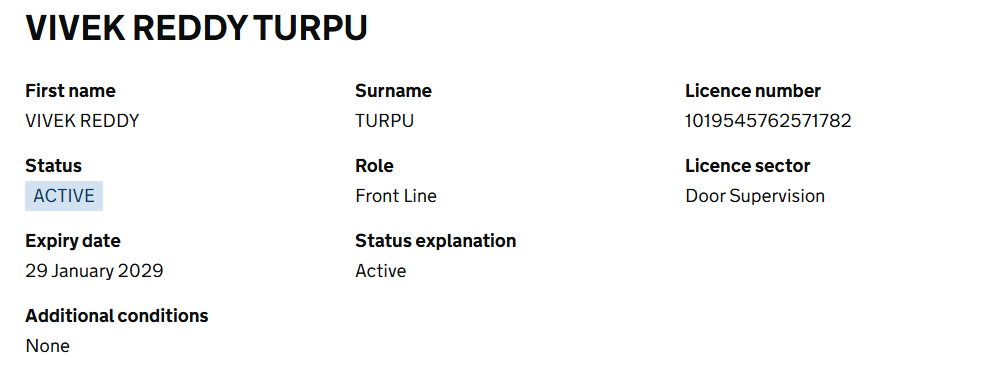 VIVEK REDDY TURPU
First name
Surname
Licence number
VIVEK REDDY
TURPU
1019545762571782
Status
Role
Licence sector
ACTIVE
Front Line
Door Supervision
Expiry date
Status explanation
29 January 2029
Active
Additional conditions
None